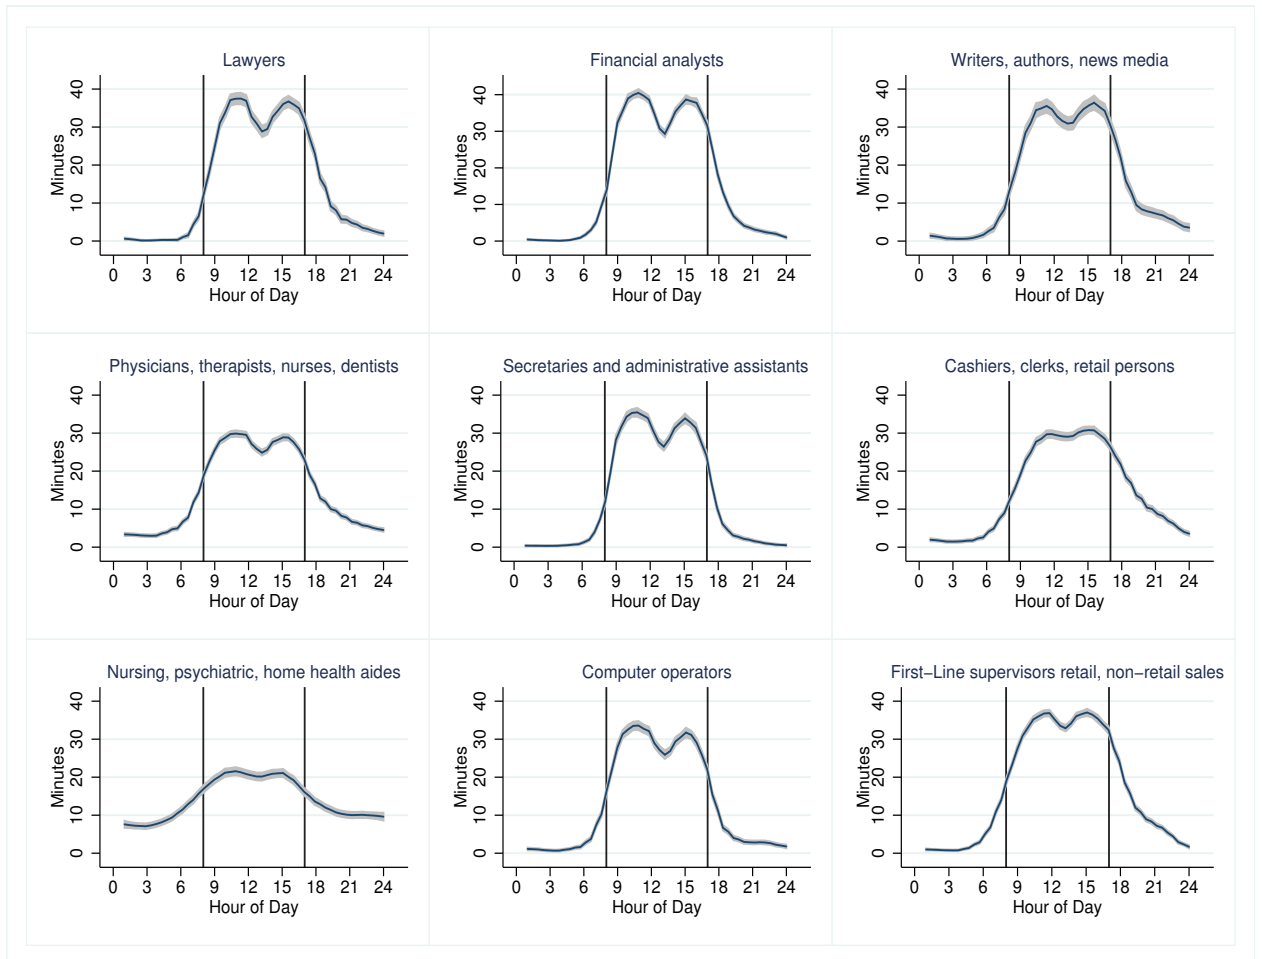 Lawyers
Minutes
0 10 20 30 40
0 3 6 9 12 15 18 21 24
Hour of Day
Financial analysts
Minutes
0 10 20 30 40
0 3 6 9 12 15 18 21 24
Hour of Day
Writers, authors, news media
Minutes
0 10 20 30 40
0 3 6 9 12 15 18 21 24
Hour of Day
Physicians, therapists, nurses, dentists
Minutes
0 10 20 30 40
0 3 6 9 12 15 18 21 24
Hour of Day
Secretaries and administrative assistants
Minutes
0 10 20 30 40
0 3 6 9 12 15 18 21 24
Hour of Day
Cashiers, clerks, retail persons
Minutes
0 10 20 30 40
0 3 6 9 12 15 18 21 24
Hour of Day
Nursing, psychiatric, home health aides
Minutes
0 10 20 30 40
0 3 6 9 12 15 18 21 24
Hour of Day
Computer operators
Minutes
0 10 20 30 40
0 3 6 9 12 15 18 21 24
Hour of Day
First−Line supervisors retail, non−retail sales
Minutes
0 10 20 30 40
0 3 6 9 12 15 18 21 24
Hour of Day